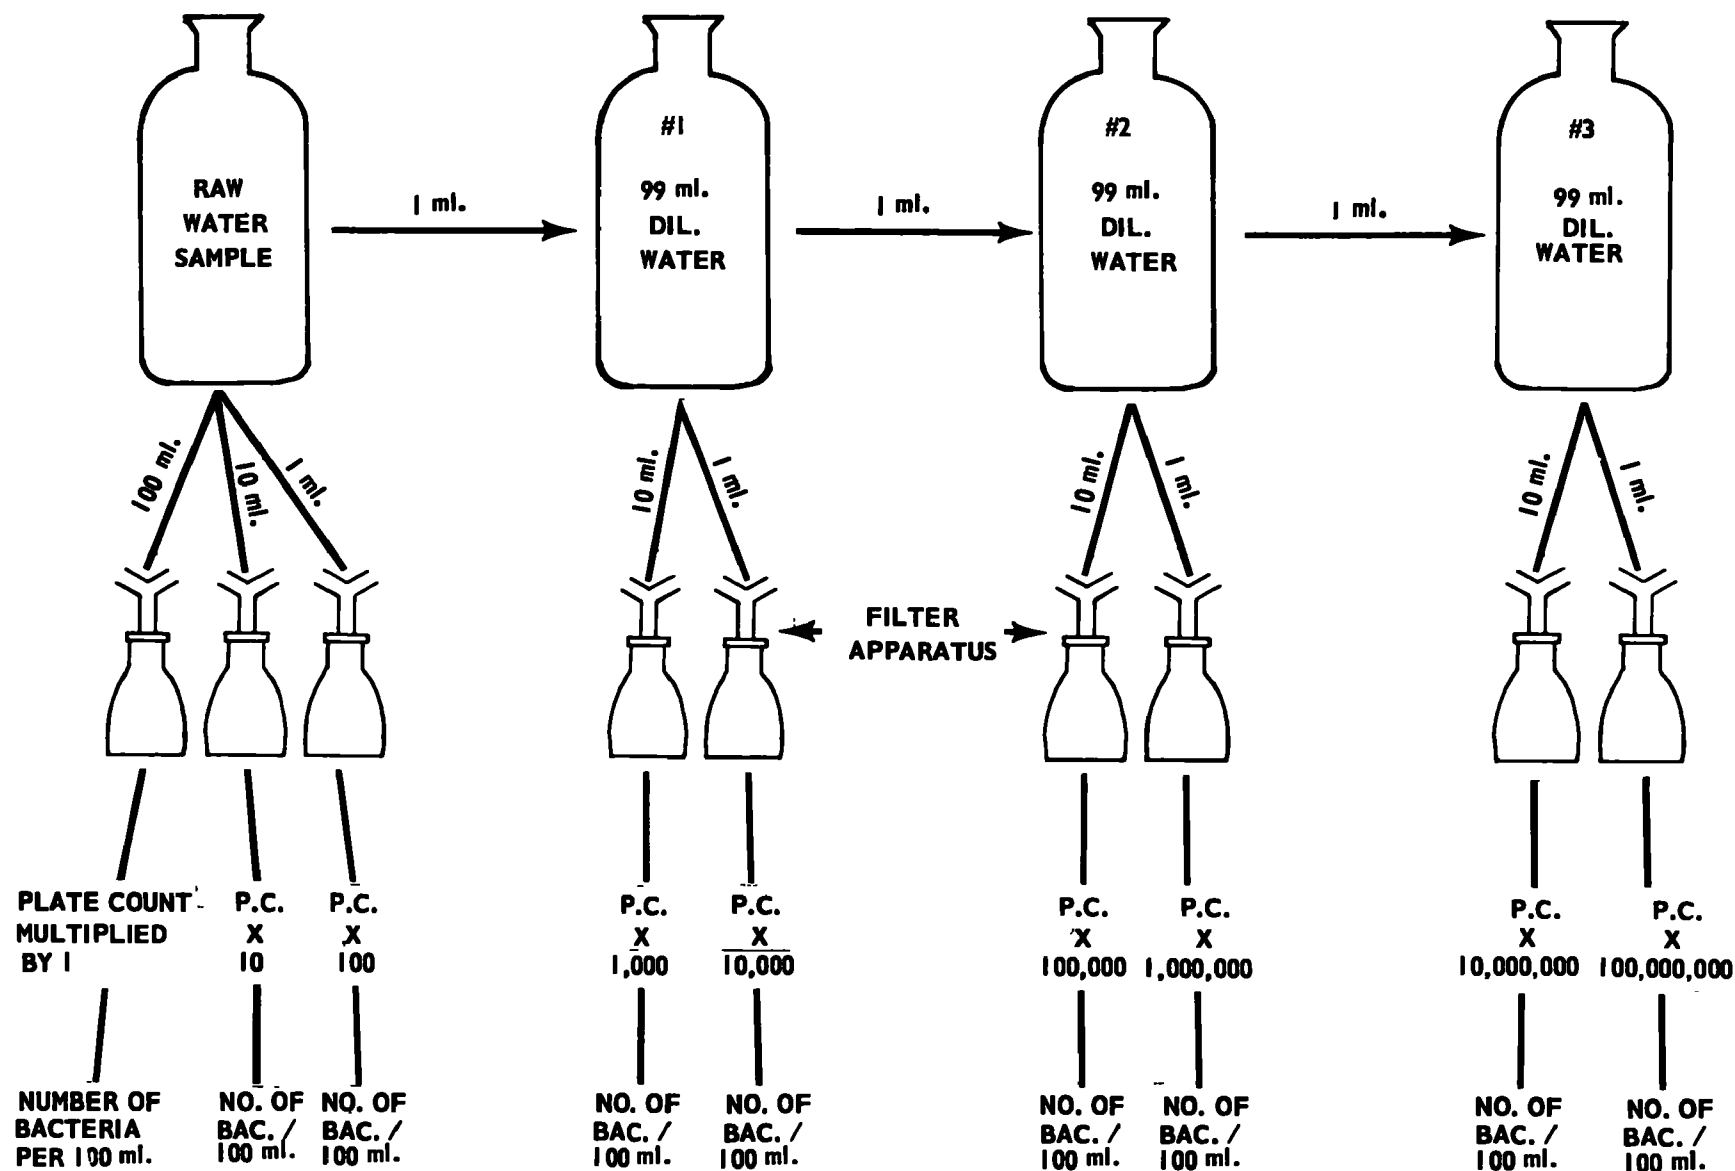 RAW
WATER
SAMPLE
1 ml.
#1
99 ml.
DIL.
WATER
1 ml.
#2
99 ml.
DIL.
WATER
1 ml.
#3
99 ml.
DIL.
WATER
100 ml.
10 ml.
1 ml.
10 ml.
1 ml.
10 ml.
1 ml.
10 ml.
1 ml.
FILTER
APPARATUS
PLATE COUNT
MULTIPLIED
BY 1
P.C.
X
10
P.C.
X
100
P.C.
X
1,000
P.C.
X
10,000
P.C.
X
100,000
P.C.
X
1,000,000
P.C.
X
10,000,000
P.C.
X
100,000,000
NUMBER OF
BACTERIA
PER 100 ml.
NO. OF
BAC. /
100 ml.
NO. OF
BAC. /
100 ml.
NO. OF
BAC. /
100 ml.
NO. OF
BAC. /
100 ml.
NO. OF
BAC. /
100 ml.
NO. OF
BAC. /
100 ml.
NO. OF
BAC. /
100 ml.
NO. OF
BAC. /
100 ml.